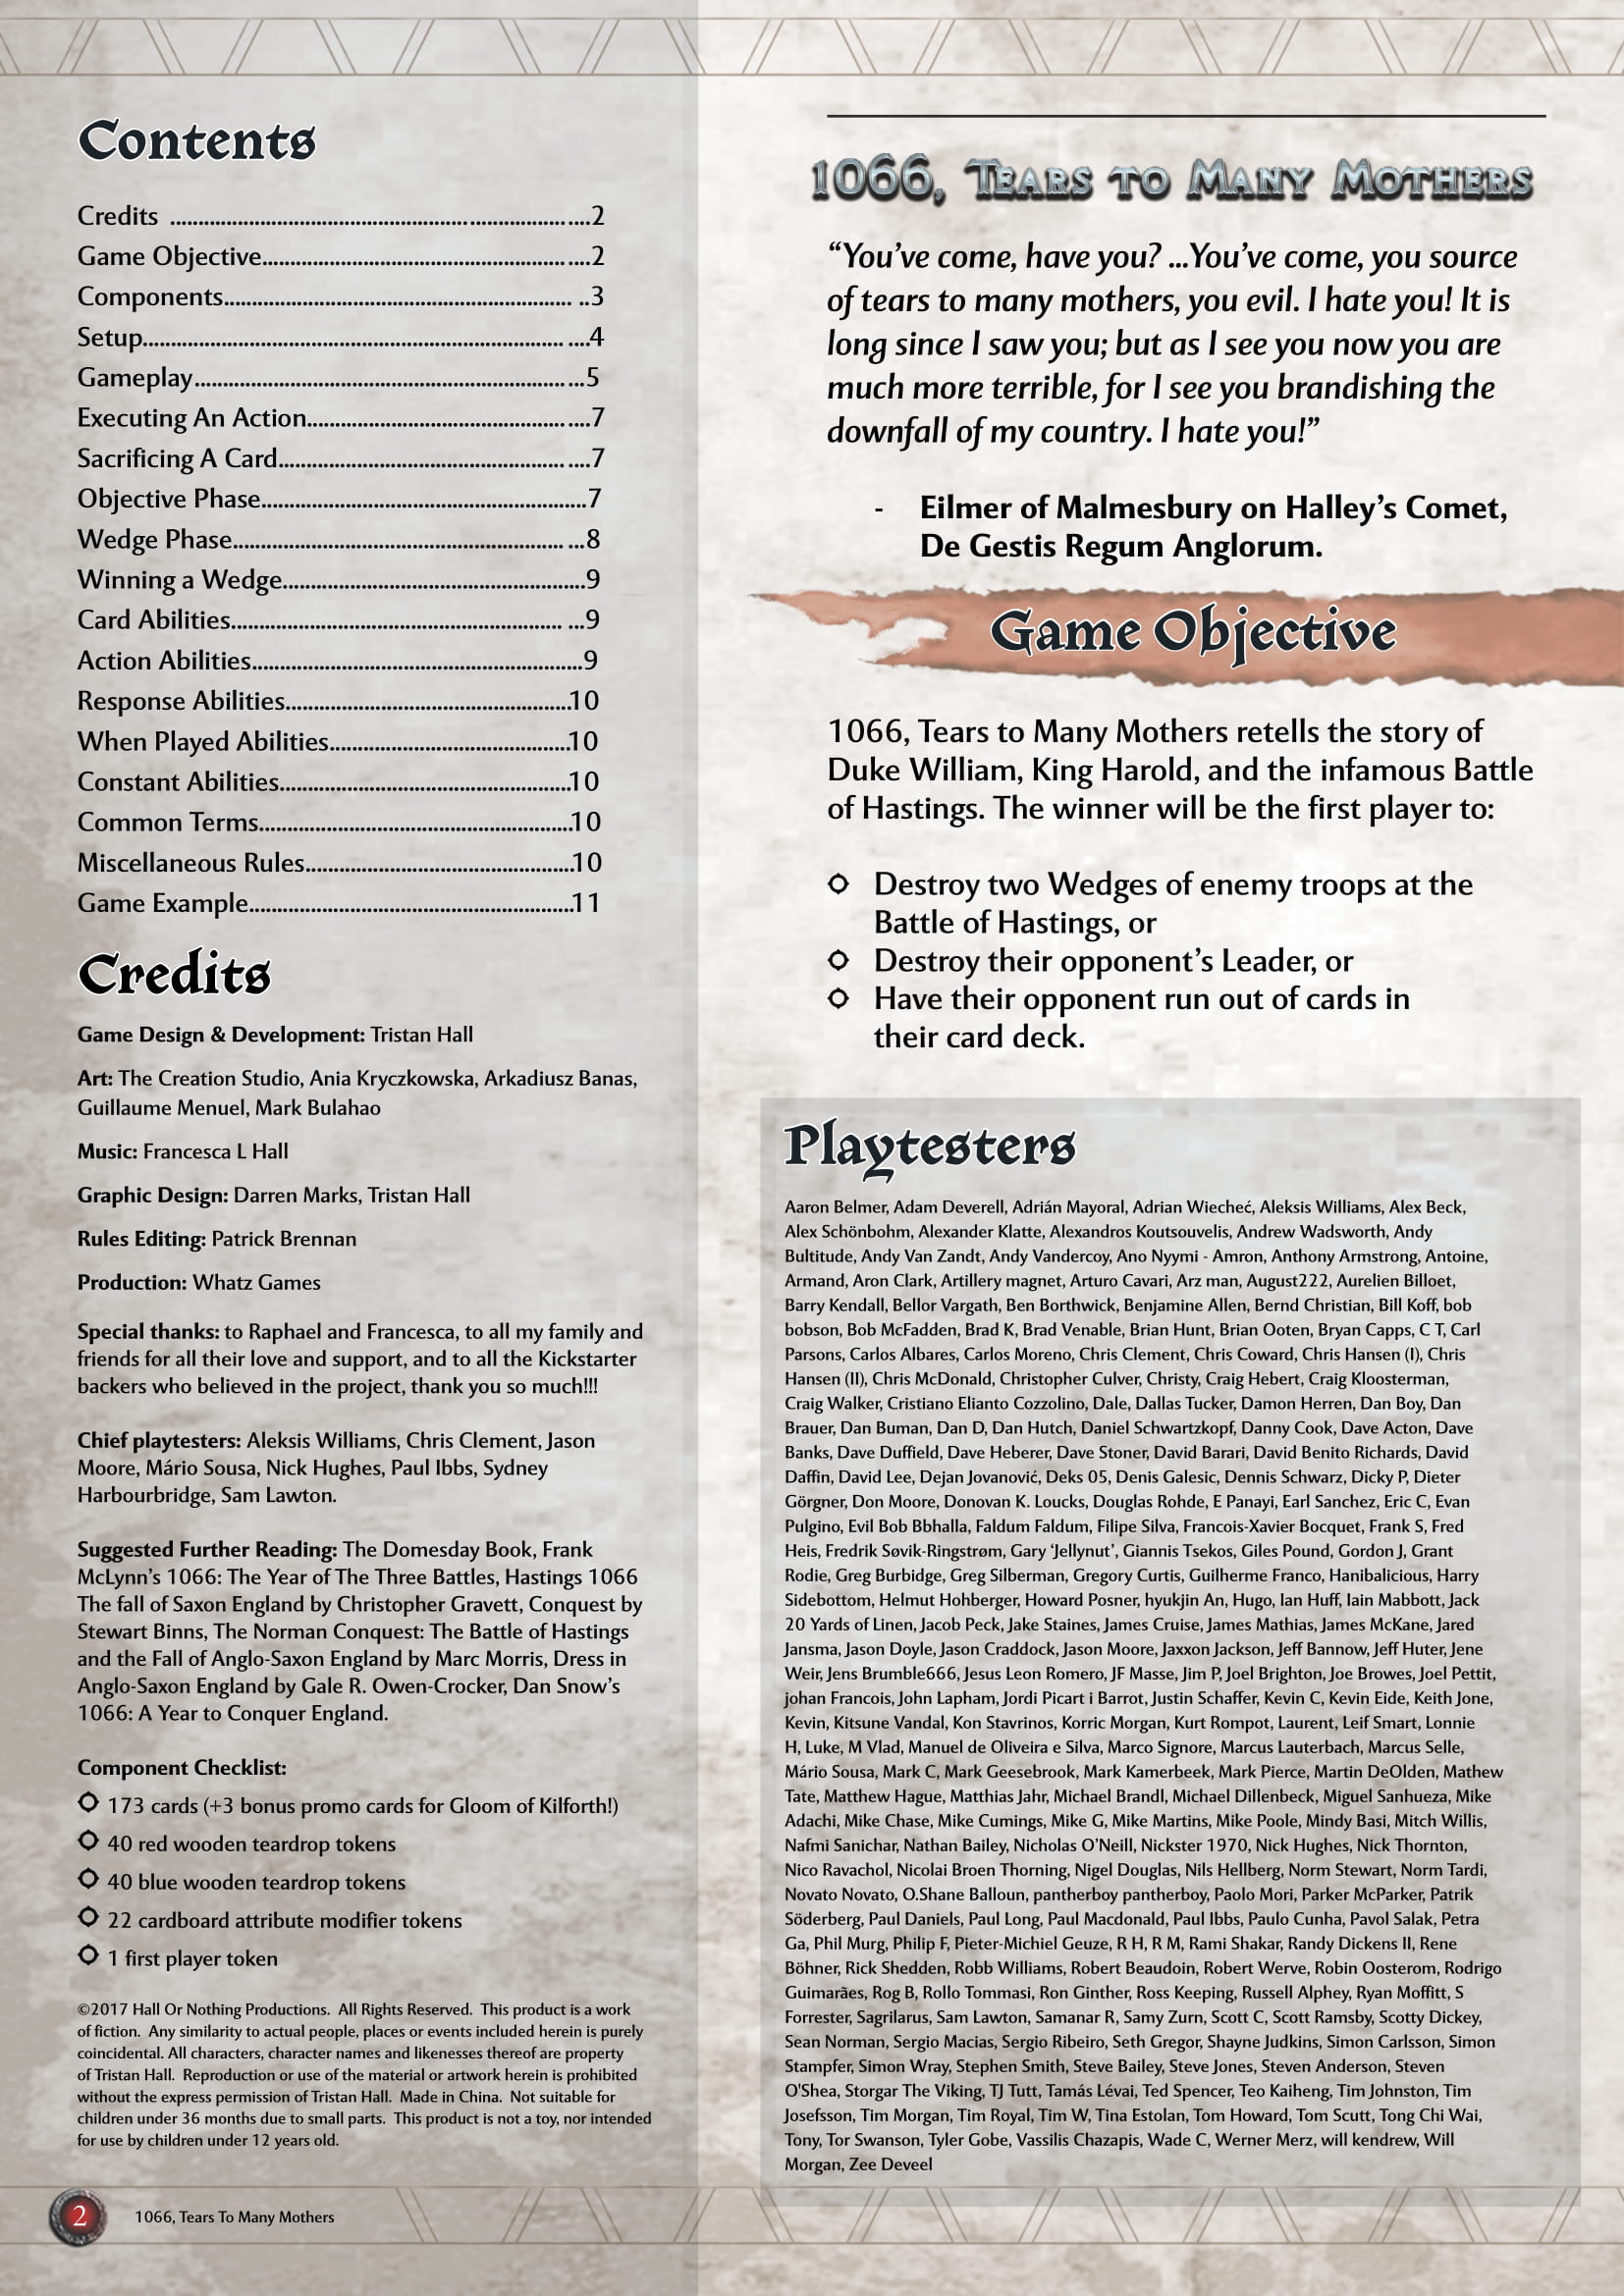 Contents
Credits ...............................................................................2
Game Objective..............................................................2
Components................................................................. ..3
Setup...................................................................................4
Gameplay..........................................................................5
Executing An Action......................................................7
Sacrificing A Card...........................................................7
Objective Phase..............................................................7
Wedge Phase...................................................................8
Winning a Wedge..........................................................9
Card Abilities............................................................... ...9
Action Abilities...............................................................9
Response Abilities.......................................................10
When Played Abilities...............................................10
Constant Abilities........................................................10
Common Terms............................................................10
Miscellaneous Rules...................................................10
Game Example..............................................................11
Credits
Game Design & Development: Tristan Hall
Art: The Creation Studio, Ania Kryczkowska, Arkadiusz Banas,
Guillaume Menuel, Mark Bulahao
Music: Francesca L Hall
Graphic Design: Darren Marks, Tristan Hall
Rules Editing: Patrick Brennan
Production: Whatz Games
Special thanks: to Raphael and Francesca, to all my family and
friends for all their love and support, and to all the Kickstarter
backers who believed in the project, thank you so much!!!
Chief playtesters: Aleksis Williams, Chris Clement, Jason
Moore, Mário Sousa, Nick Hughes, Paul Ibbs, Sydney
Harbourbridge, Sam Lawton.
Suggested Further Reading: The Domesday Book, Frank
McLynn’s 1066: The Year of The Three Battles, Hastings 1066
The fall of Saxon England by Christopher Gravett, Conquest by
Stewart Binns, The Norman Conquest: The Battle of Hastings
and the Fall of Anglo-Saxon England by Marc Morris, Dress in
Anglo-Saxon England by Gale R. Owen-Crocker, Dan Snow’s
1066: A Year to Conquer England.
Component Checklist:
173 cards (+3 bonus promo cards for Gloom of Kilforth!)
40 red wooden teardrop tokens
40 blue wooden teardrop tokens
22 cardboard attribute modifier tokens
1 first player token
©2017 Hall Or Nothing Productions. All Rights Reserved. This product is a work
of fiction. Any similarity to actual people, places or events included herein is purely
coincidental. All characters, character names and likenesses thereof are property
of Tristan Hall. Reproduction or use of the material or artwork herein is prohibited
without the express permission of Tristan Hall. Made in China. Not suitable for
children under 36 months due to small parts. This product is not a toy, nor intended
for use by children under 12 years old.
1066, Tears to Many Mothers
“You’ve come, have you? ...You’ve come, you source
of tears to many mothers, you evil. I hate you! It is
long since I saw you; but as I see you now you are
much more terrible, for I see you brandishing the
downfall of my country. I hate you!”
- Eilmer of Malmesbury on Halley’s Comet,
De Gestis Regum Anglorum.
Game Objective
1066, Tears to Many Mothers retells the story of
Duke William, King Harold, and the infamous Battle
of Hastings. The winner will be the first player to:
Destroy two Wedges of enemy troops at the
Battle of Hastings, or
Destroy their opponent’s Leader, or
Have their opponent run out of cards in
their card deck.
Playtesters
Aaron Belmer, Adam Deverell, Adrián Mayoral, Adrian Wiecheć, Aleksis Williams, Alex Beck,
Alex Schönbohm, Alexander Klatte, Alexandros Koutsouvelis, Andrew Wadsworth, Andy
Bultitude, Andy Van Zandt, Andy Vandercoy, Ano Nyymi - Amron, Anthony Armstrong, Antoine,
Armand, Aron Clark, Artillery magnet, Arturo Cavari, Arz man, August222, Aurelien Billoet,
Barry Kendall, Bellor Vargath, Ben Borthwick, Benjamine Allen, Bernd Christian, Bill Koff, bob
bobson, Bob McFadden, Brad K, Brad Venable, Brian Hunt, Brian Ooten, Bryan Capps, C T, Carl
Parsons, Carlos Albares, Carlos Moreno, Chris Clement, Chris Coward, Chris Hansen (I), Chris
Hansen (II), Chris McDonald, Christopher Culver, Christy, Craig Hebert, Craig Kloosterman,
Craig Walker, Cristiano Elianto Cozzolino, Dale, Dallas Tucker, Damon Herren, Dan Boy, Dan
Brauer, Dan Buman, Dan D, Dan Hutch, Daniel Schwartzkopf, Danny Cook, Dave Acton, Dave
Banks, Dave Duffield, Dave Heberer, Dave Stoner, David Barari, David Benito Richards, David
Daffin, David Lee, Dejan Jovanović, Deks 05, Denis Galesic, Dennis Schwarz, Dicky P, Dieter
Görgner, Don Moore, Donovan K. Loucks, Douglas Rohde, E Panayi, Earl Sanchez, Eric C, Evan
Pulgino, Evil Bob Bbhalla, Faldum Faldum, Filipe Silva, Francois-Xavier Bocquet, Frank S, Fred
Heis, Fredrik Søvik-Ringstrøm, Gary ‘Jellynut’, Giannis Tsekos, Giles Pound, Gordon J, Grant
Rodie, Greg Burbidge, Greg Silberman, Gregory Curtis, Guilherme Franco, Hanibalicious, Harry
Sidebottom, Helmut Hohberger, Howard Posner, hyukjin An, Hugo, Ian Huff, Iain Mabbott, Jack
20 Yards of Linen, Jacob Peck, Jake Staines, James Cruise, James Mathias, James McKane, Jared
Jansma, Jason Doyle, Jason Craddock, Jason Moore, Jaxxon Jackson, Jeff Bannow, Jeff Huter, Jene
Weir, Jens Brumble666, Jesus Leon Romero, JF Masse, Jim P, Joel Brighton, Joe Browes, Joel Pettit,
johan Francois, John Lapham, Jordi Picart i Barrot, Justin Schaffer, Kevin C, Kevin Eide, Keith Jone,
Kevin, Kitsune Vandal, Kon Stavrinos, Korric Morgan, Kurt Rompot, Laurent, Leif Smart, Lonnie
H, Luke, M Vlad, Manuel de Oliveira e Silva, Marco Signore, Marcus Lauterbach, Marcus Selle,
Mário Sousa, Mark C, Mark Geesebrook, Mark Kamerbeek, Mark Pierce, Martin DeOlden, Mathew
Tate, Matthew Hague, Matthias Jahr, Michael Brandl, Michael Dillenbeck, Miguel Sanhueza, Mike
Adachi, Mike Chase, Mike Cumings, Mike G, Mike Martins, Mike Poole, Mindy Basi, Mitch Willis,
Nafmi Sanichar, Nathan Bailey, Nicholas O’Neill, Nickster 1970, Nick Hughes, Nick Thornton,
Nico Ravachol, Nicolai Broen Thorning, Nigel Douglas, Nils Hellberg, Norm Stewart, Norm Tardi,
Novato Novato, O.Shane Balloun, pantherboy pantherboy, Paolo Mori, Parker McParker, Patrik
Söderberg, Paul Daniels, Paul Long, Paul Macdonald, Paul Ibbs, Paulo Cunha, Pavol Salak, Petra
Ga, Phil Murg, Philip F, Pieter-Michiel Geuze, R H, R M, Rami Shakar, Randy Dickens II, Rene
Böhner, Rick Shedden, Robb Williams, Robert Beaudoin, Robert Werve, Robin Oosterom, Rodrigo
Guimarães, Rog B, Rollo Tommasi, Ron Ginther, Ross Keeping, Russell Alphey, Ryan Moffitt, S
Forrester, Sagrilarus, Sam Lawton, Samanar R, Samy Zurn, Scott C, Scott Ramsby, Scotty Dickey,
Sean Norman, Sergio Macias, Sergio Ribeiro, Seth Gregor, Shayne Judkins, Simon Carlsson, Simon
Stampfer, Simon Wray, Stephen Smith, Steve Bailey, Steve Jones, Steven Anderson, Steven
O'Shea, Storgar The Viking, TJ Tutt, Tamás Lévai, Ted Spencer, Teo Kaiheng, Tim Johnston, Tim
Josefsson, Tim Morgan, Tim Royal, Tim W, Tina Estolan, Tom Howard, Tom Scutt, Tong Chi Wai,
Tony, Tor Swanson, Tyler Gobe, Vassilis Chazapis, Wade C, Werner Merz, will kendrew, Will
Morgan, Zee Deveel
2
1066, Tears To Many Mothers